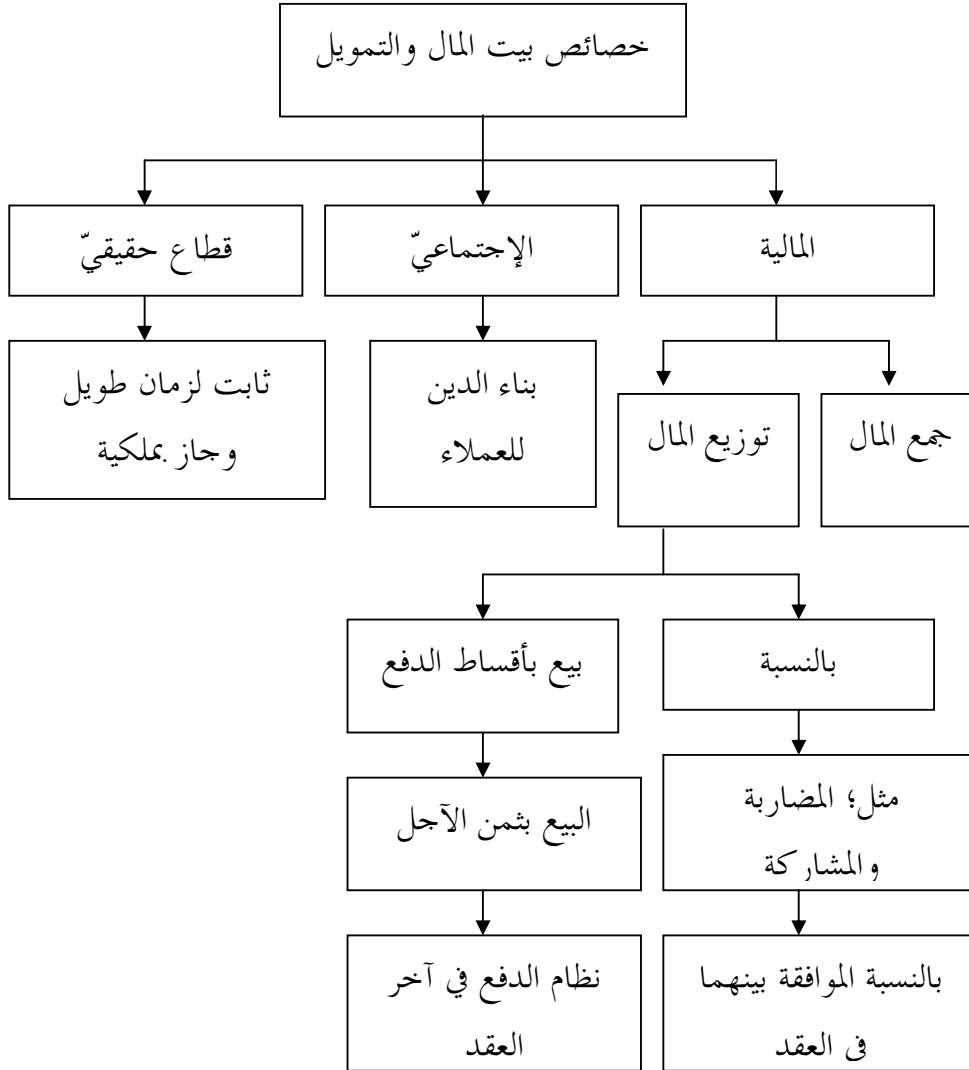 خصائص بيت المال والتمويل
المالية
الإجتماعيّ
قطاع حقيقيّ
جمع المال
توزيع المال
بناء الدين
للعملاء
ثابت لزمان طويل
وجاز بملكية
بالنسبة
بيع بأقساط الدفع
مثل؛ المضاربة
والمشاركة
البيع بثمن الآجل
بالنسبة الموافقة بينهما
في العقد
نظام الدفع في آخر
العقد